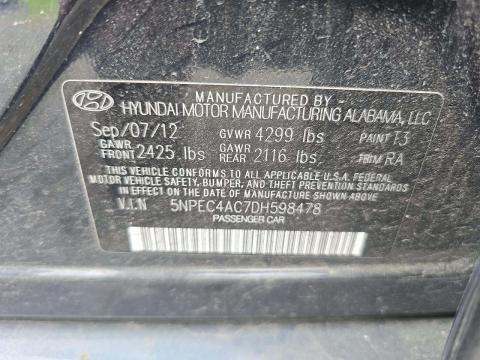 MANUFACTURED BY
HYUNDAI MOTOR MANUFACTURING ALABAMA, LLC
Sep/07/12 GVWR 4299 lbs PAINT T3
GAWR FRONT 2425 lbs GAWR REAR 2116 lbs TRIM RA
THIS VEHICLE CONFORMS TO ALL APPLICABLE U.S.A. FEDERAL
MOTOR VEHICLE SAFETY, BUMPER, AND THEFT PREVENTION STANDARDS
IN EFFECT ON THE DATE OF MANUFACTURE SHOWN ABOVE.
V.I.N 5NPEC4AC7DH598478
PASSENGER CAR